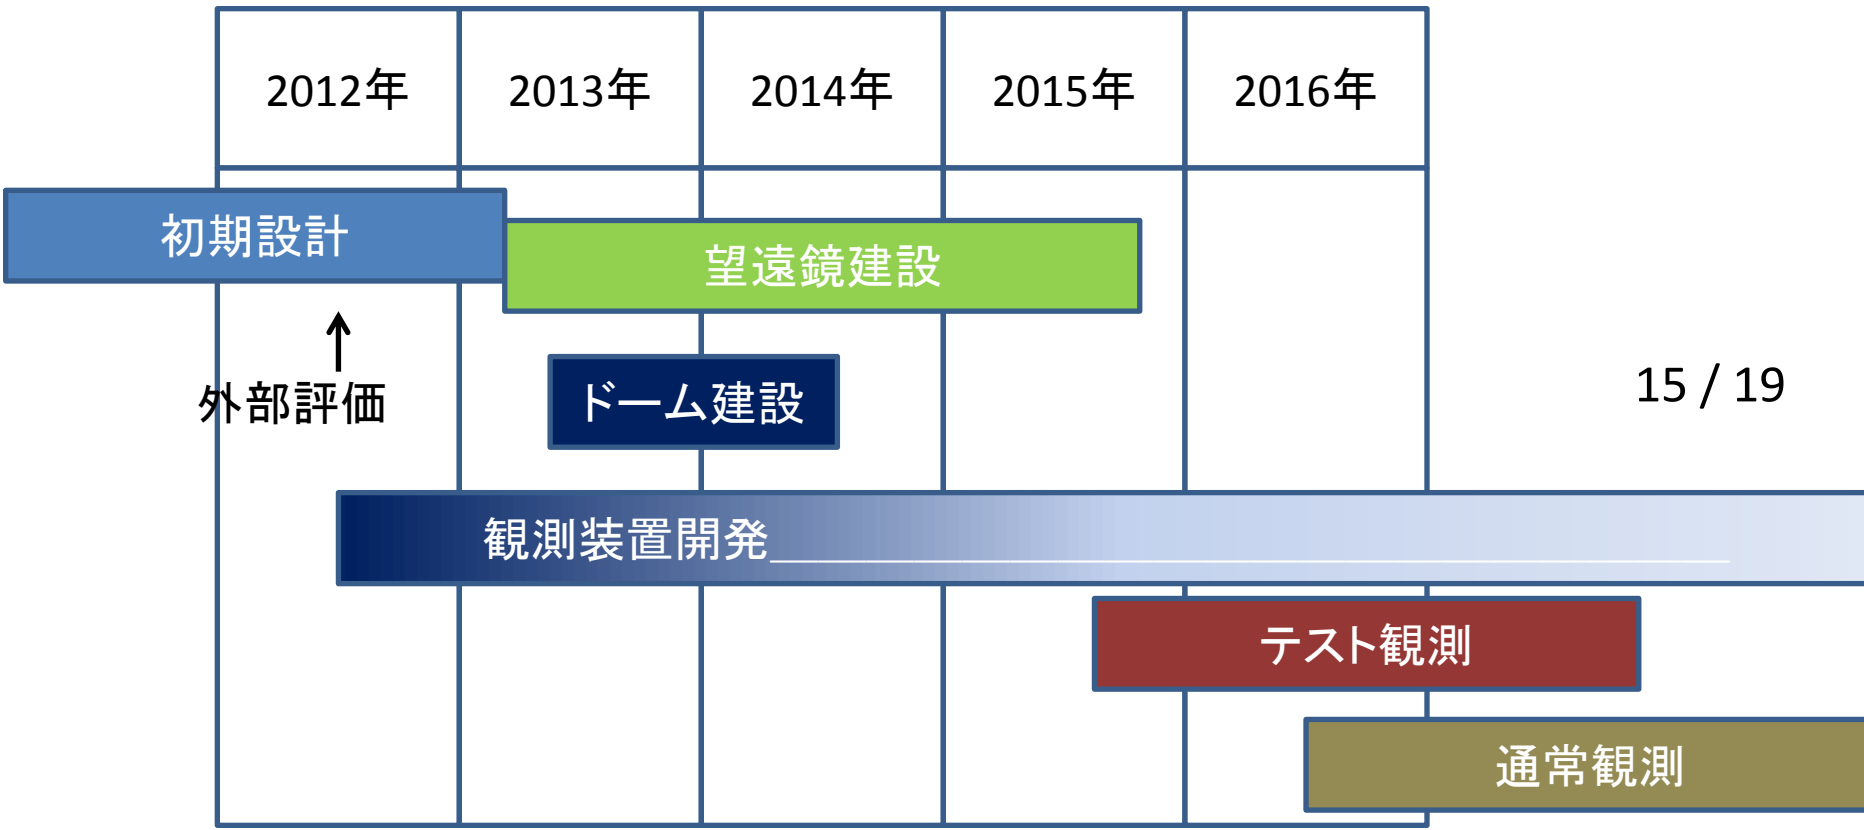 2012年
2013年
2014年
2015年
2016年
初期設計
望遠鏡建設
外部評価
ドーム建設
15 / 19
観測装置開発
テスト観測
通常観測